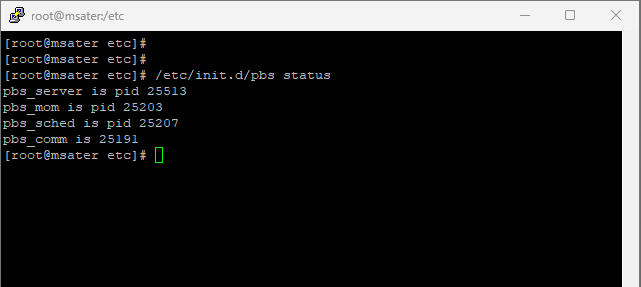 root@msater:/etc
[root@msater etc]#
[root@msater etc]#
[root@msater etc]# /etc/init.d/pbs status
pbs_server is pid 25513
pbs_mom is pid 25203
pbs_sched is pid 25207
pbs_comm is 25191
[root@msater etc]#